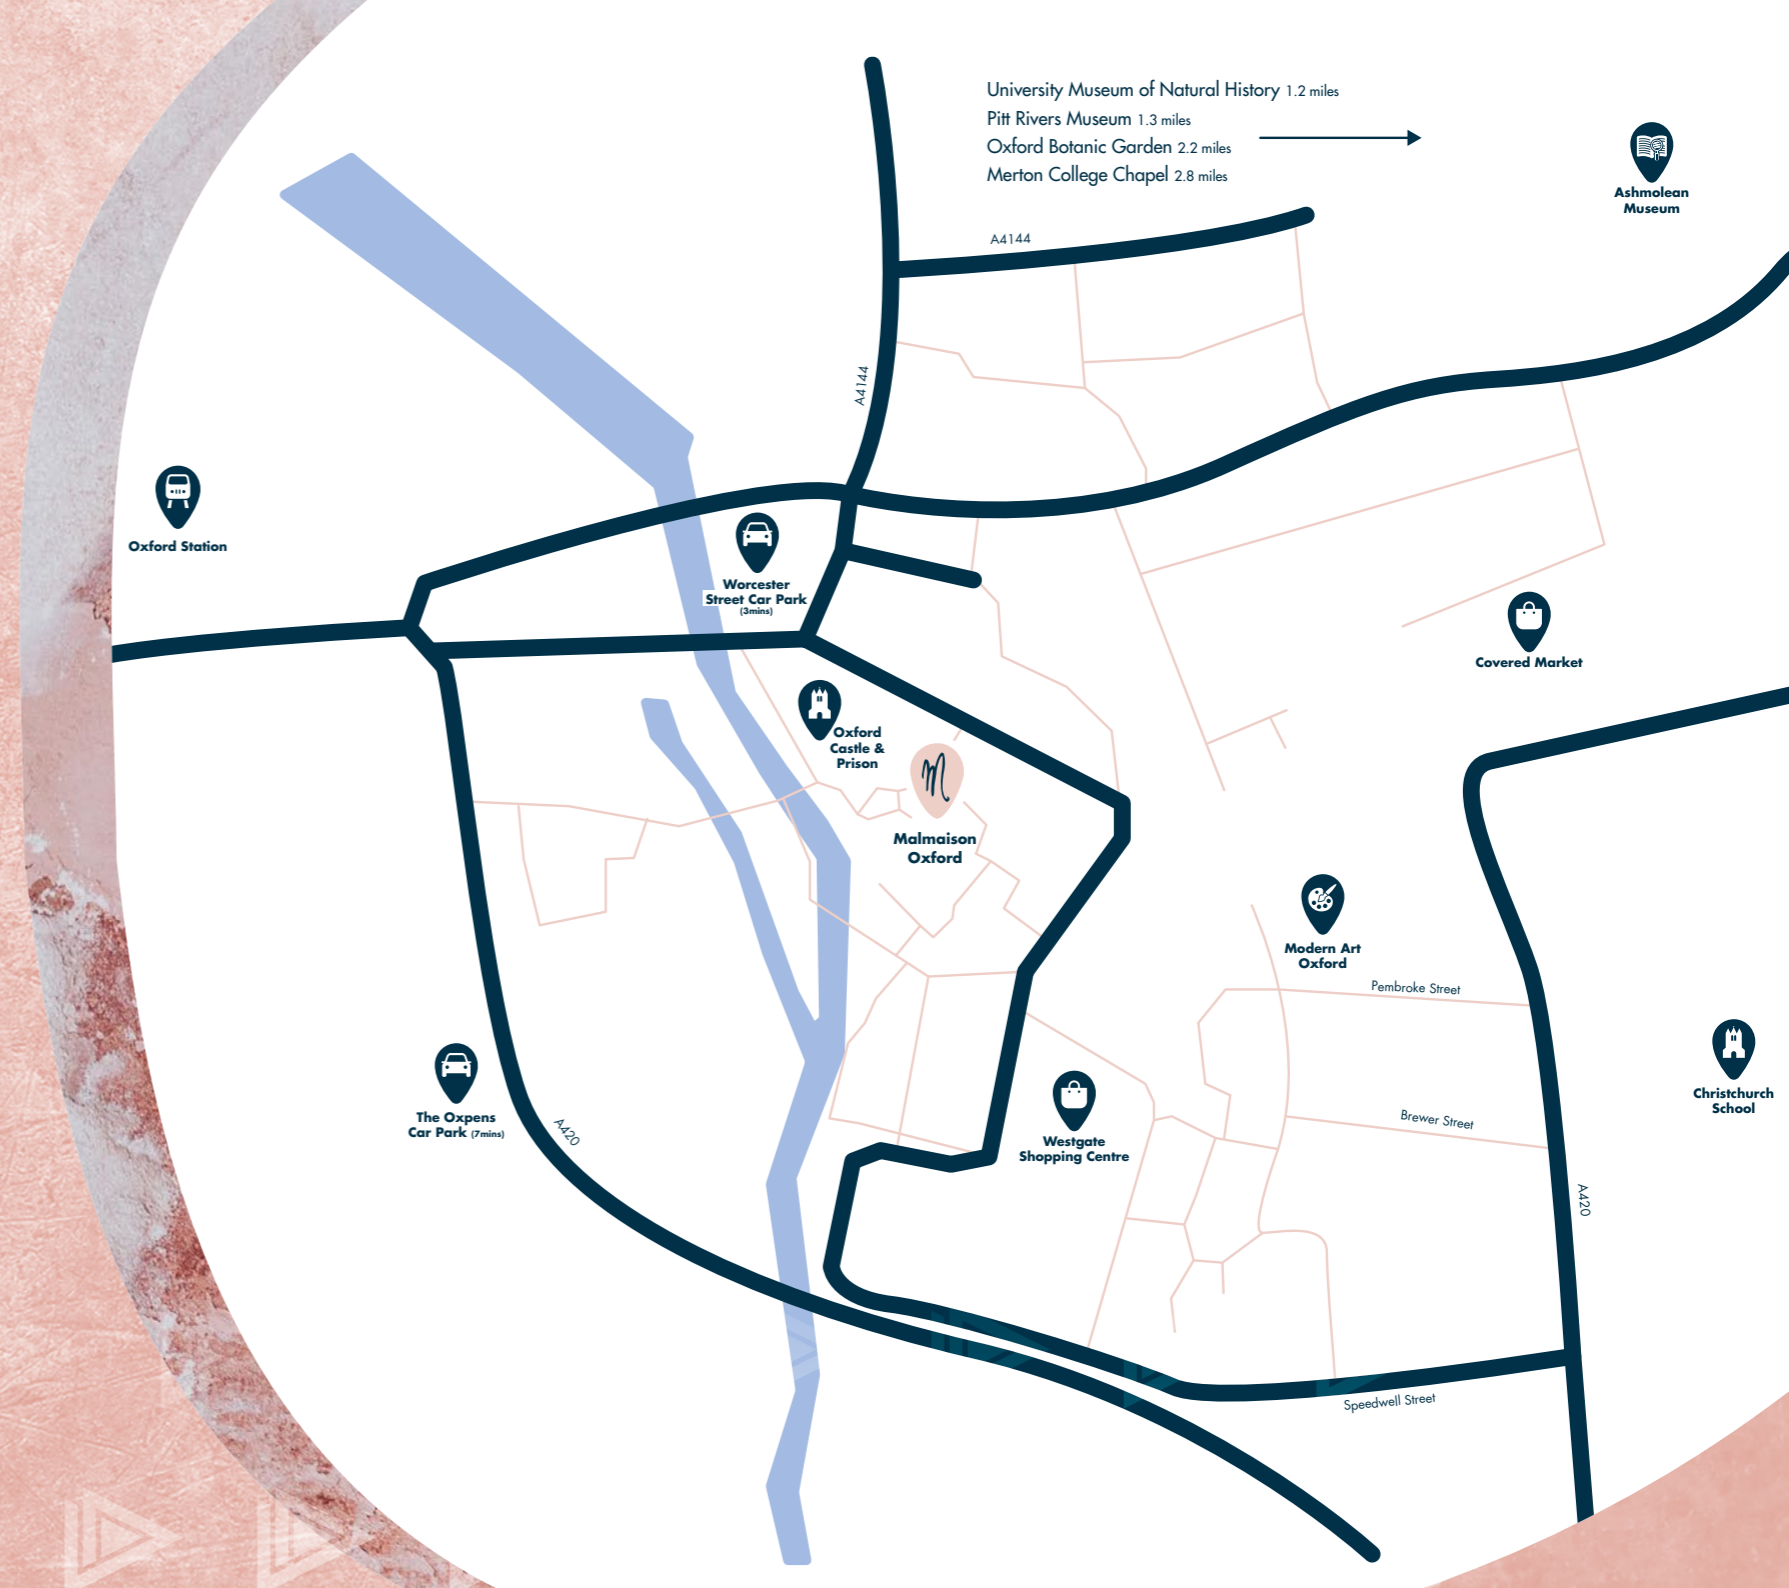 University Museum of Natural History 1.2 miles
Pitt Rivers Museum 1.3 miles
Oxford Botanic Garden 2.2 miles
Merton College Chapel 2.8 miles
Ashmolean
Museum
A4144
A4144
Oxford Station
Worcester
Street Car Park
(3mins)
Covered Market
Oxford
Castle &
Prison
M
Malmaison
Oxford
Modern Art
Oxford
Pembroke Street
Christchurch
School
The Oxpens
Car Park (7mins)
A420
Westgate
Shopping Centre
Brewer Street
A420
Speedwell Street